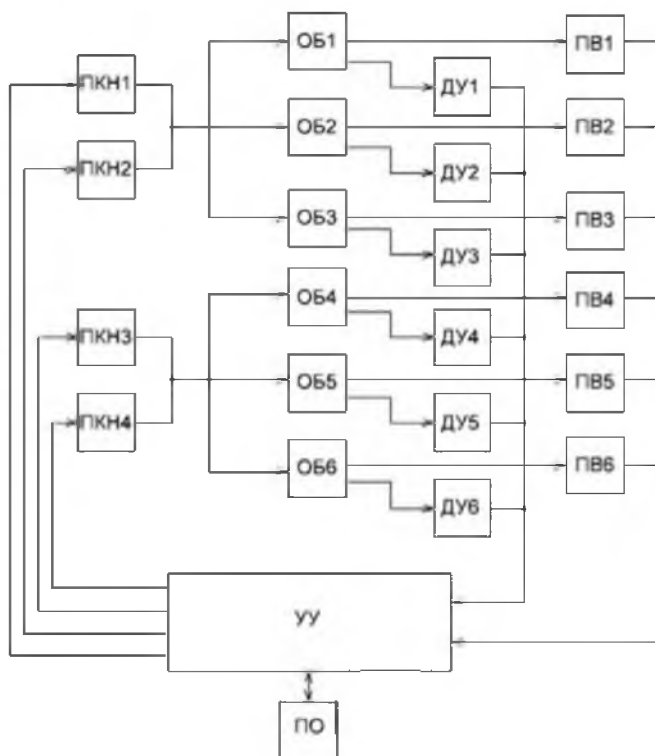 ОБ1
ПВ1
ПКН1
ДУ1
ОБ2
ПВ2
ПКН2
ДУ2
ОБ3
ПВ3
ДУ3
ОБ4
ПВ4
ПКН3
ДУ4
ОБ5
ПВ5
ПКН4
ДУ5
ОБ6
ПВ6
ДУ6
УУ
ПО